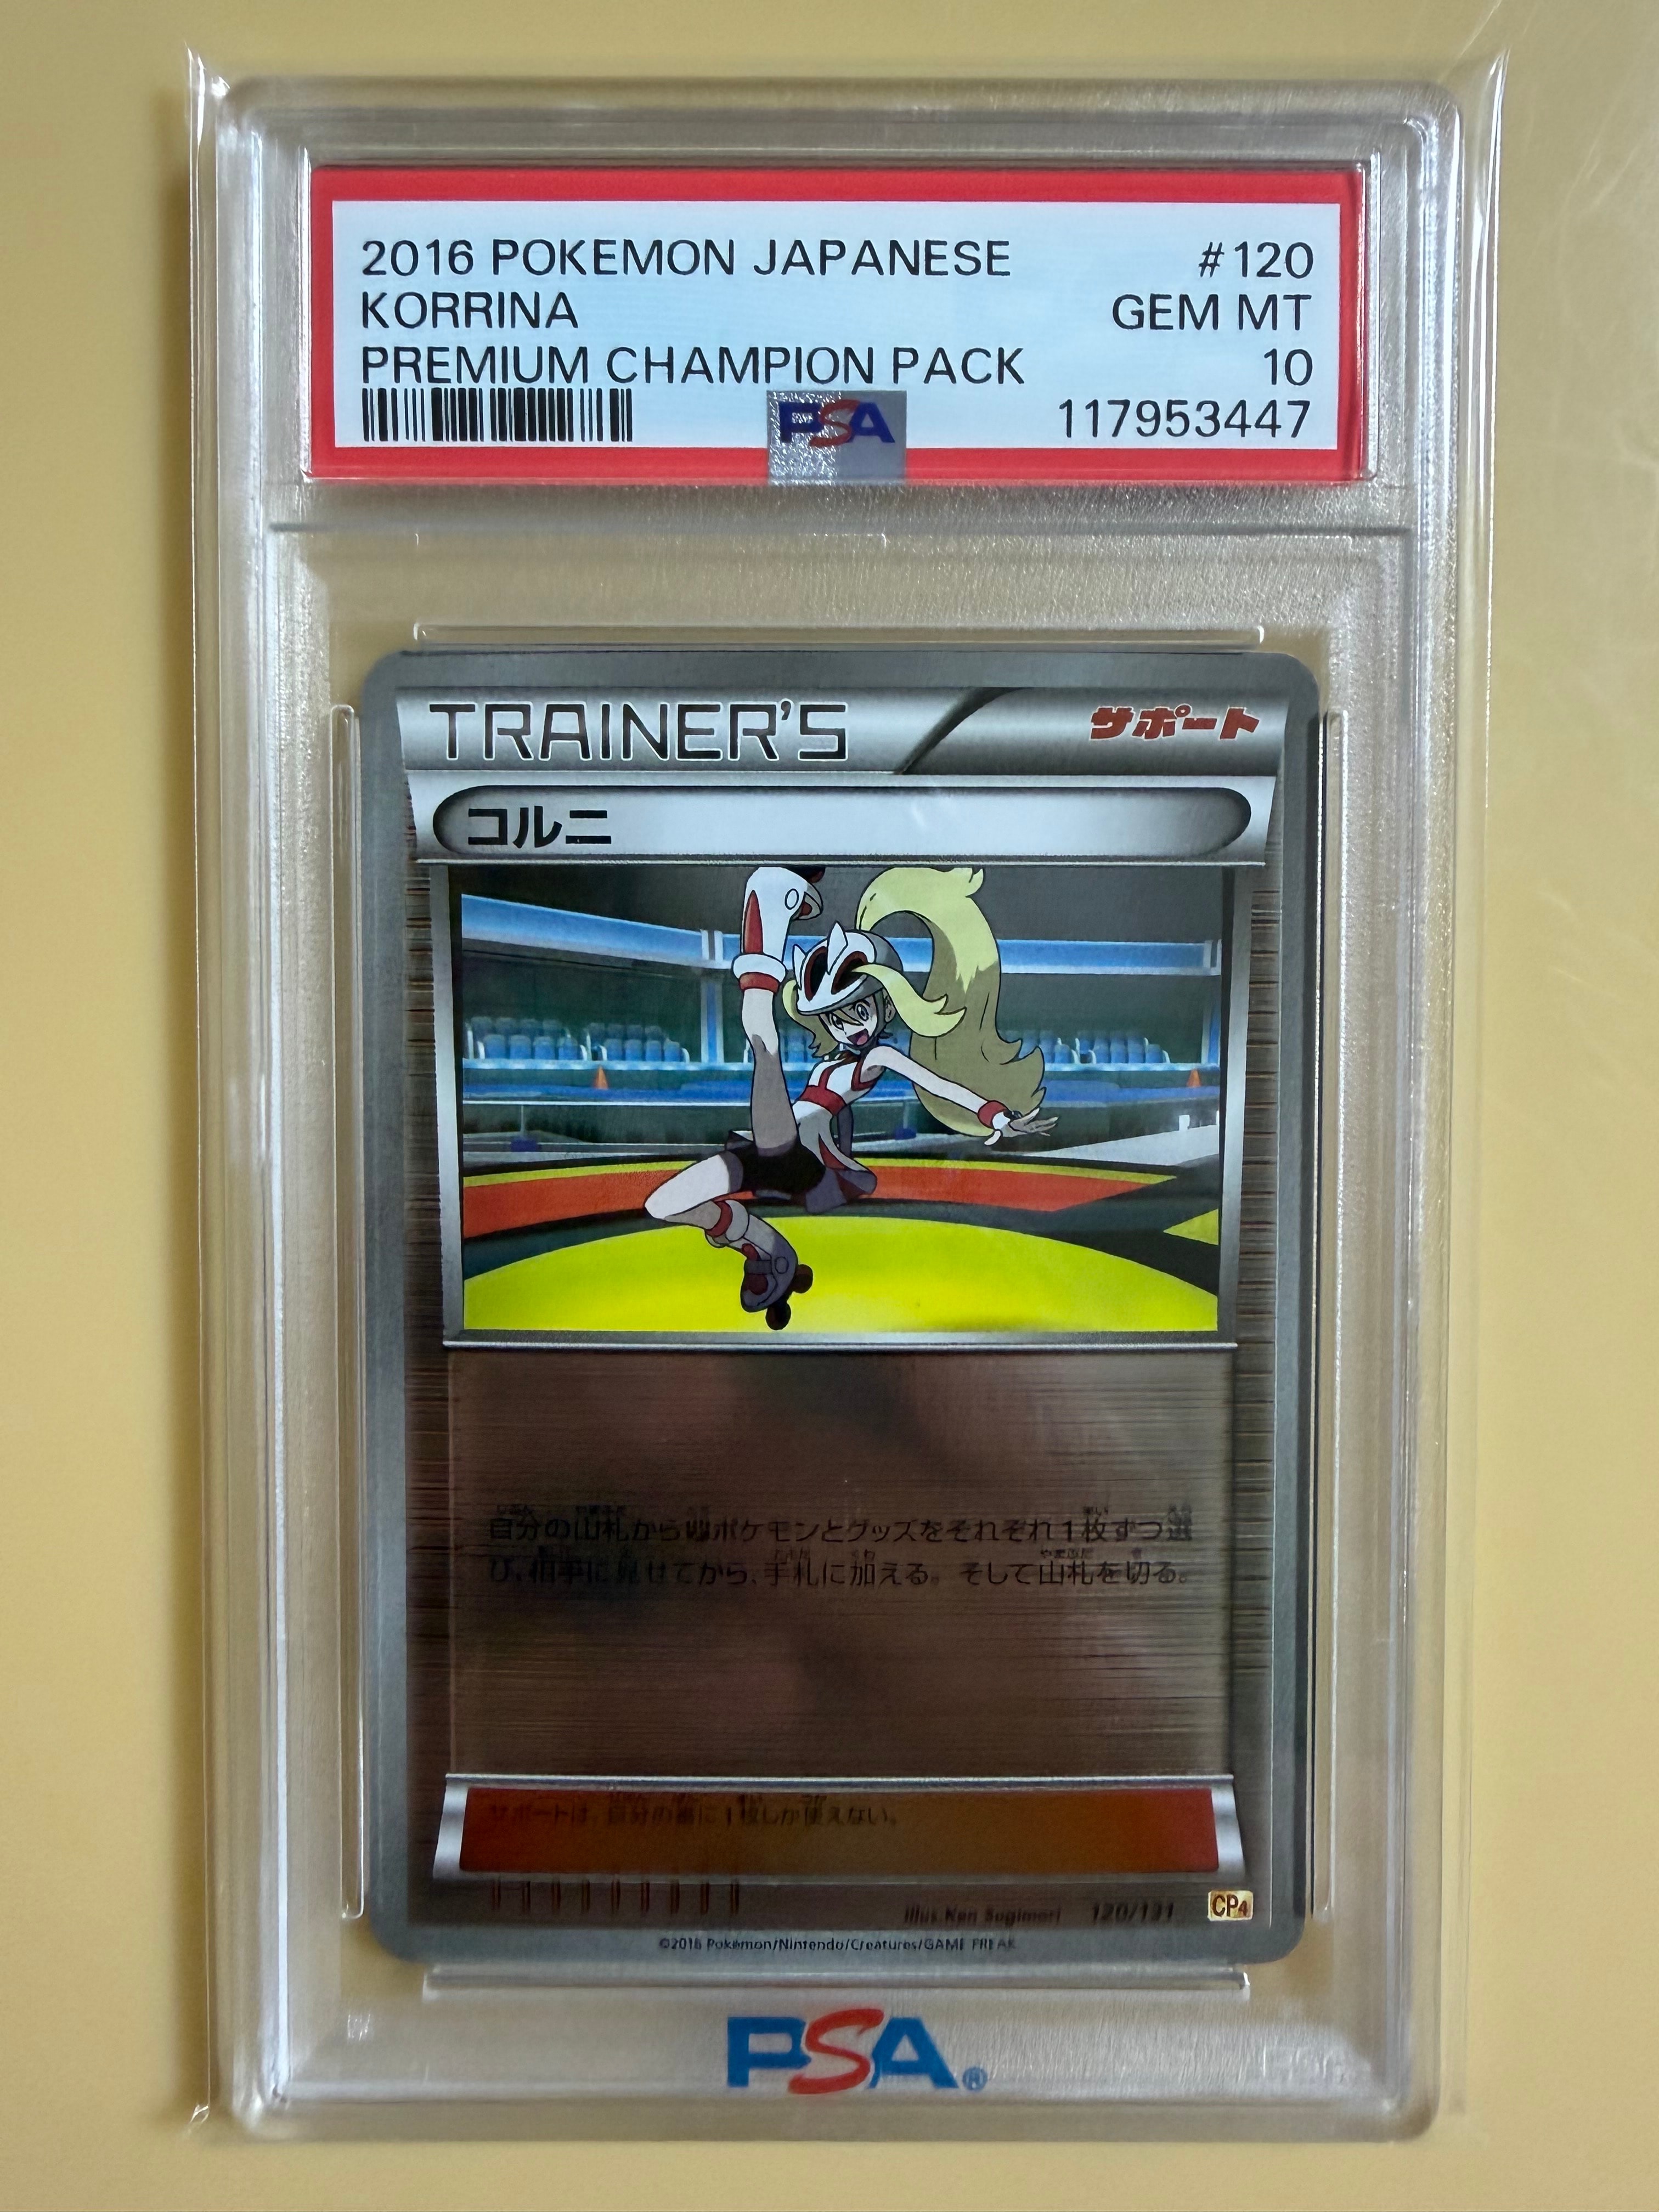 2016 POKEMON JAPANESE #120
KORRINA GEM MT
PREMIUM CHAMPION PACK 10
PSA 117953447
TRAINER'S サポート
コルニ
自分の山札から闘ポケモンとグッズをそれぞれ1枚ずつ選
び、相手に見せてから、手札に加える。そして山札を切る。
サポートは、自分の番に1枚しか使えない。
Illus. Ken Sugimori 120/131 CP4
©2016 Pokémon/Nintendo/Creatures/GAME FREAK
PSA®